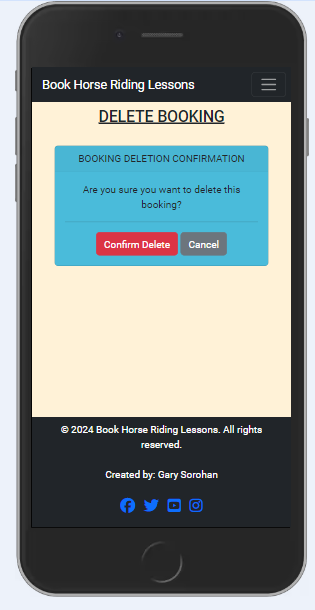 Book Horse Riding Lessons
DELETE BOOKING
BOOKING DELETION CONFIRMATION
Are you sure you want to delete this
booking?
Confirm Delete Cancel
© 2024 Book Horse Riding Lessons. All rights
reserved.
Created by: Gary Sorohan